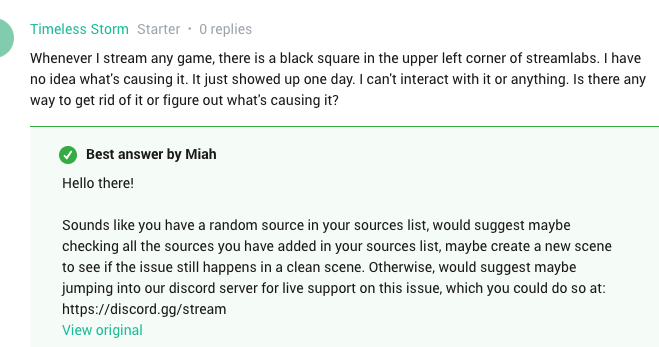 Timeless Storm Starter • 0 replies
Whenever I stream any game, there is a black square in the upper left corner of streamlabs. I have
no idea what's causing it. It just showed up one day. I can't interact with it or anything. Is there any
way to get rid of it or figure out what's causing it?
Best answer by Miah
Hello there!
Sounds like you have a random source in your sources list, would suggest maybe
checking all the sources you have added in your sources list, maybe create a new scene
to see if the issue still happens in a clean scene. Otherwise, would suggest maybe
jumping into our discord server for live support on this issue, which you could do so at:
https://discord.gg/stream
View original